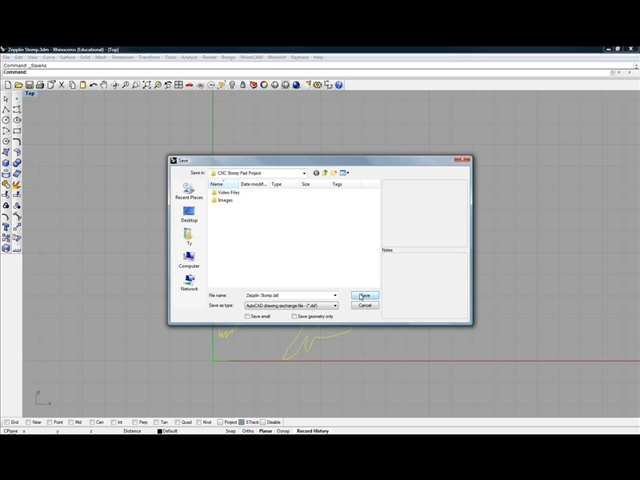 Zepplin Stomp.3dm - Rhinoceros (Educational) - [Top]
File Edit View Curve Surface Solid Mesh Dimension Transform Tools Analyze Render Bongo RhinoCAM RhinoArt Raytrace Help
Command: _SaveAs
Command:
Top
Save
Save in: CNC Stomp Pad Project
Name Date modif... Type Size Tags
Video Files
Images
Recent Places
Desktop
Ty
Computer
Network
Notes
File name: Zepplin Stomp.dxf Save
Save as type: AutoCAD drawing exchange file (*.dxf) Cancel
Save small Save geometry only
End Near Point Mid Cen Int Perp Tan Quad Knot Project STrack Disable
CPlane x y z Distance Default Snap Ortho Planar Osnap Record History